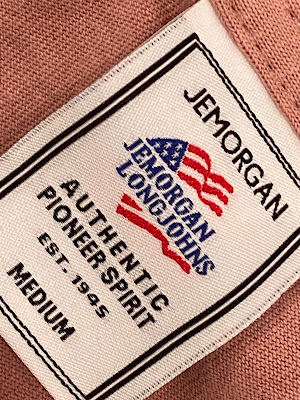 JEMORGAN
JEMORGAN
LONGJOHNS
AUTHENTIC
PIONEER SPIRIT
EST. 1945
MEDIUM